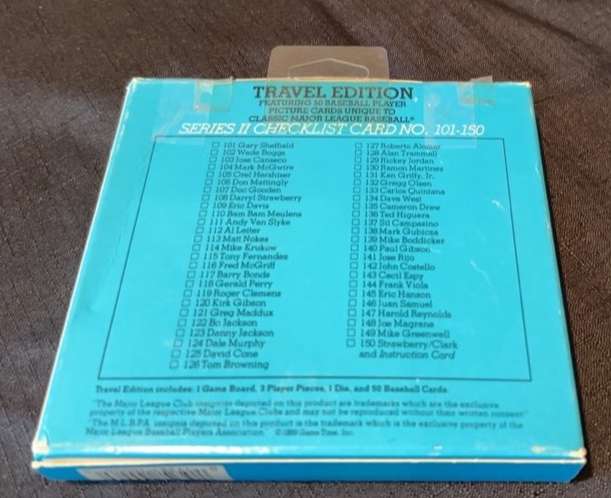 TRAVEL EDITION
FEATURING 50 BASEBALL PLAYER
PICTURE CARDS UNIQUE TO
CLASSIC MAJOR LEAGUE BASEBALL®
SERIES II CHECKLIST CARD NO. 101-150
101 Gary Sheffield
102 Wade Boggs
103 Jose Canseco
104 Mark McGwire
105 Orel Hershiser
106 Don Mattingly
107 Doc Gooden
108 Darryl Strawberry
109 Eric Davis
110 Bam Bam Meulens
111 Andy Van Slyke
112 Al Leiter
113 Matt Nokes
114 Mike Krukow
115 Tony Fernandez
116 Fred McGriff
117 Barry Bonds
118 Gerald Perry
119 Roger Clemens
120 Kirk Gibson
121 Greg Maddux
122 Bo Jackson
123 Danny Jackson
124 Dale Murphy
125 David Cone
126 Tom Browning
127 Roberto Alomar
128 Alan Trammell
129 Rickey Jordan
130 Ramon Martinez
131 Ken Griffy, Jr.
132 Gregg Olson
133 Carlos Quintana
134 Dave West
135 Cameron Drew
136 Ted Higuera
137 Sil Campusano
138 Mark Gubicza
139 Mike Boddicker
140 Paul Gibson
141 Jose Rijo
142 John Costello
143 Cecil Espy
144 Frank Viola
145 Eric Hanson
146 Juan Samuel
147 Harold Reynolds
148 Joe Magrane
149 Mike Greenwell
150 Strawberry/Clark
and Instruction Card
Travel Edition includes: 1 Game Board, 3 Player Pieces, 1 Die, and 50 Baseball Cards.
"The Major League Club insignias depicted on this product are trademarks which are the exclusive
property of the respective Major League Clubs and may not be reproduced without their written consent."
"The M.L.B.P.A. insignia depicted on this product is the trademark which is the exclusive property of the
Major League Baseball Players Association." ©1989 Game Time, Inc.